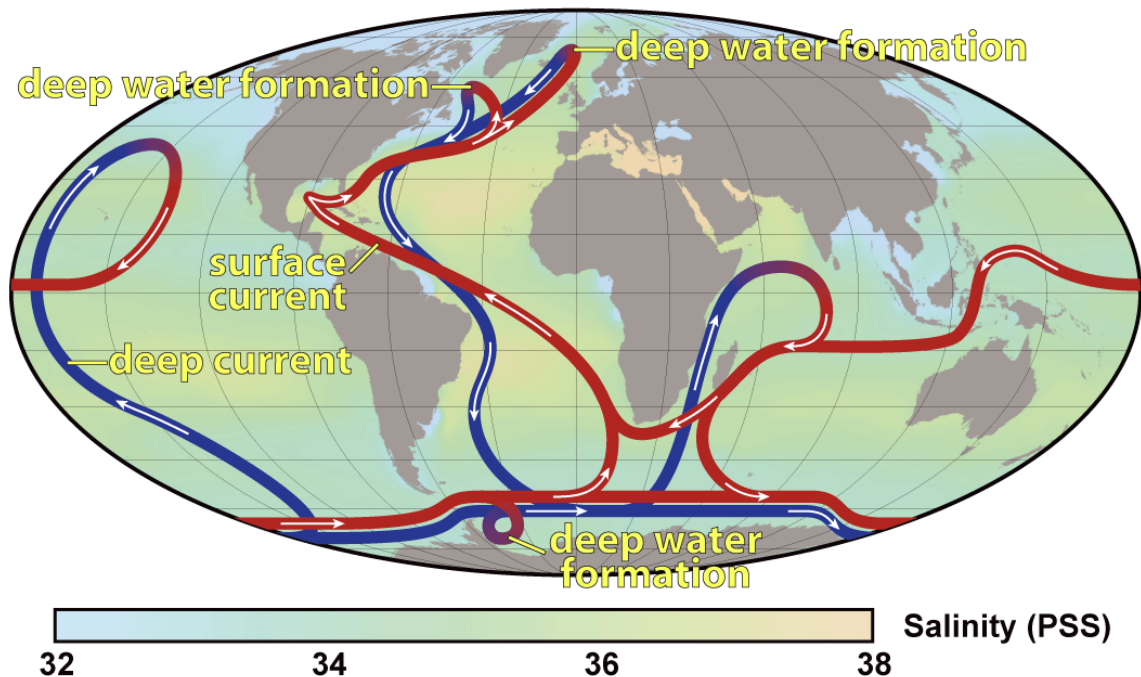 deep water formation
deep water formation
surface
current
deep current
deep water
formation
Salinity (PSS)
32 34 36 38